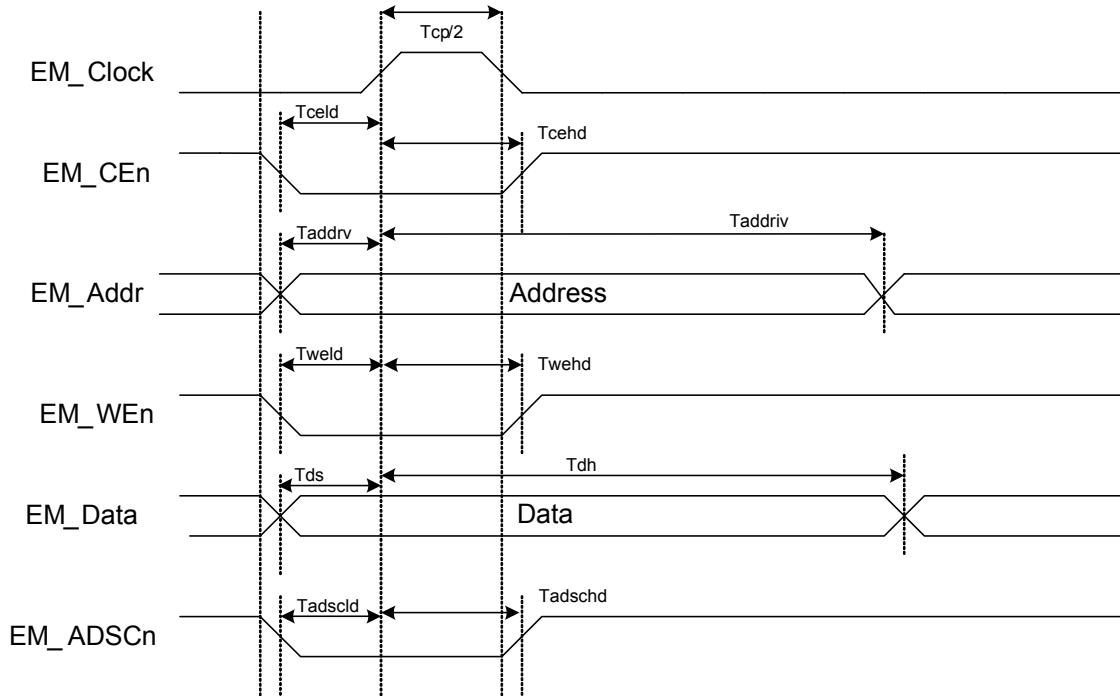 Tcp/2
EM_Clock
Tceld
Tcehd
EM_CEn
Taddrv
Taddriv
EM_Addr
Address
Tweld
Twehd
EM_WEn
Tdh
Tds
EM_Data
Data
Tadscld
Tadschd
EM_ADSCn